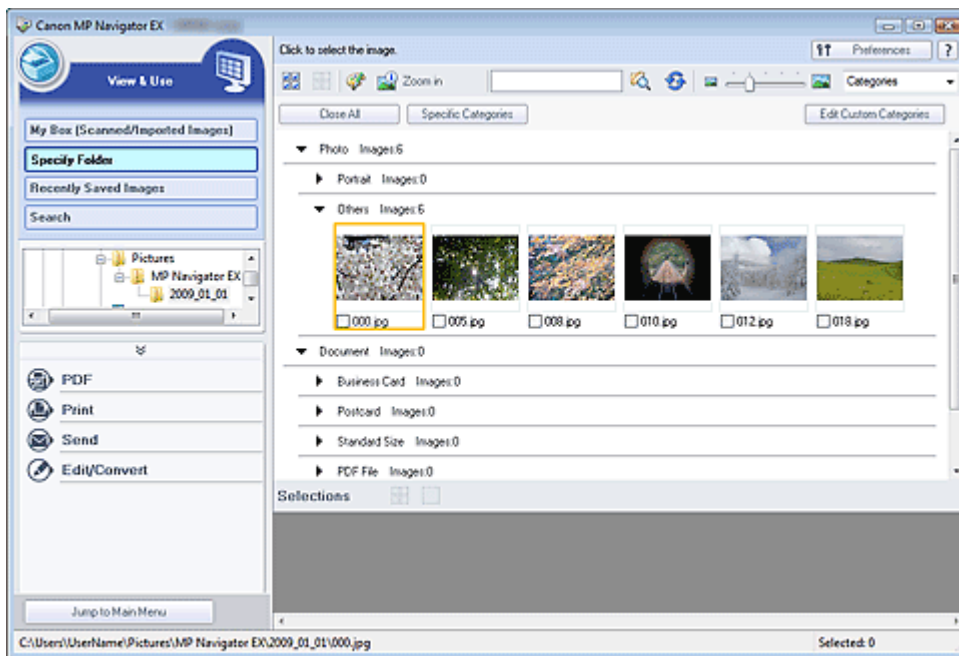 Canon MP Navigator EX
Click to select the image.
Preferences
?
View & Use
Zoom in
Categories
Close All
Specific Categories
Edit Custom Categories
My Box (Scanned/Imported Images)
Specify Folder
Recently Saved Images
Search
Photo Images:6
Portrait Images:0
Others Images:6
Pictures
MP Navigator EX
2009_01_01
000.jpg
005.jpg
008.jpg
010.jpg
012.jpg
018.jpg
Document Images:0
Business Card Images:0
Postcard Images:0
Standard Size Images:0
PDF File Images:0
PDF
Print
Send
Edit/Convert
Selections
Jump to Main Menu
C:\Users\UserName\Pictures\MP Navigator EX\2009_01_01\000.jpg
Selected: 0